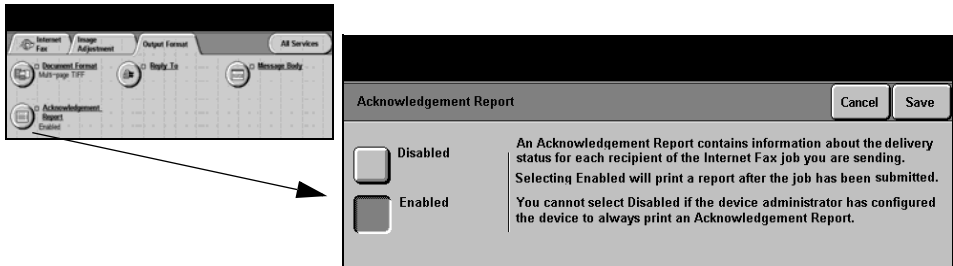 Internet Fax
Image Adjustment
Output Format
All Services
Document Format
Multi-page TIFF
Reply To
Message Body
Acknowledgement Report
Enabled
Acknowledgement Report
Cancel
Save
Disabled
An Acknowledgement Report contains information about the delivery
status for each recipient of the Internet Fax job you are sending.
Selecting Enabled will print a report after the job has been submitted.
Enabled
You cannot select Disabled if the device administrator has configured
the device to always print an Acknowledgement Report.